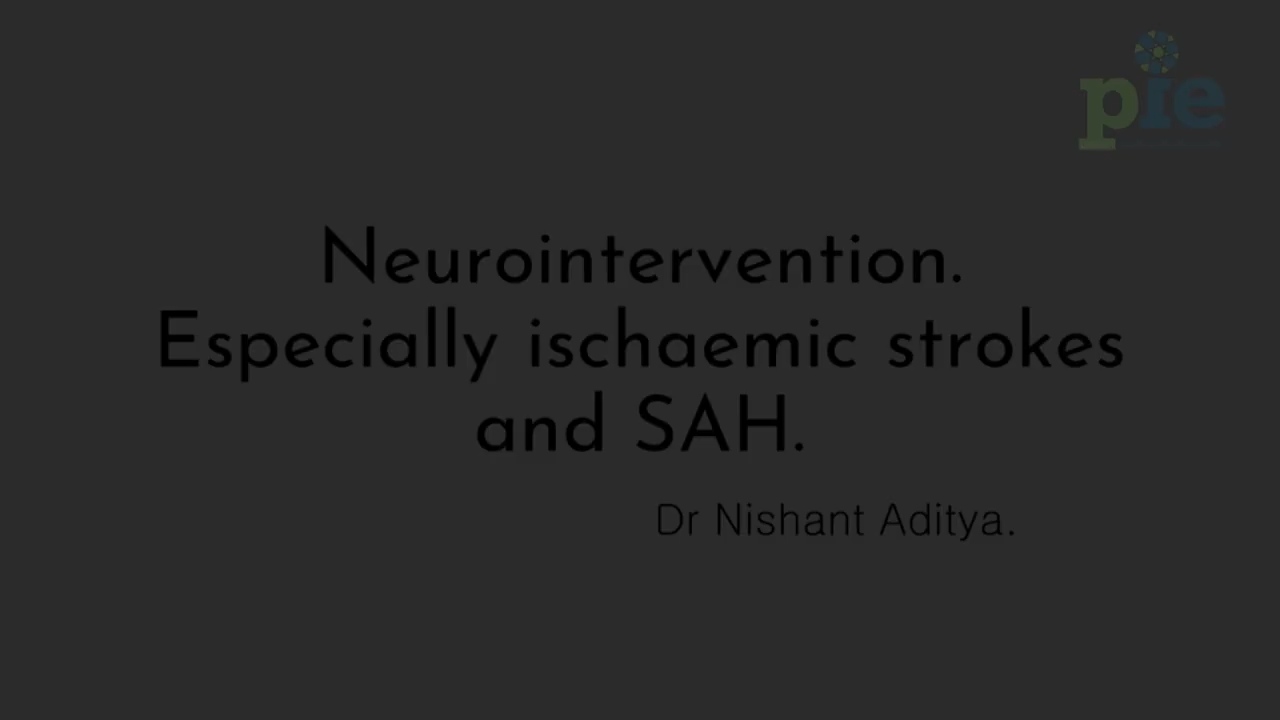 pie
Neurointervention.
Especially ischaemic strokes
and SAH.
Dr Nishant Aditya.